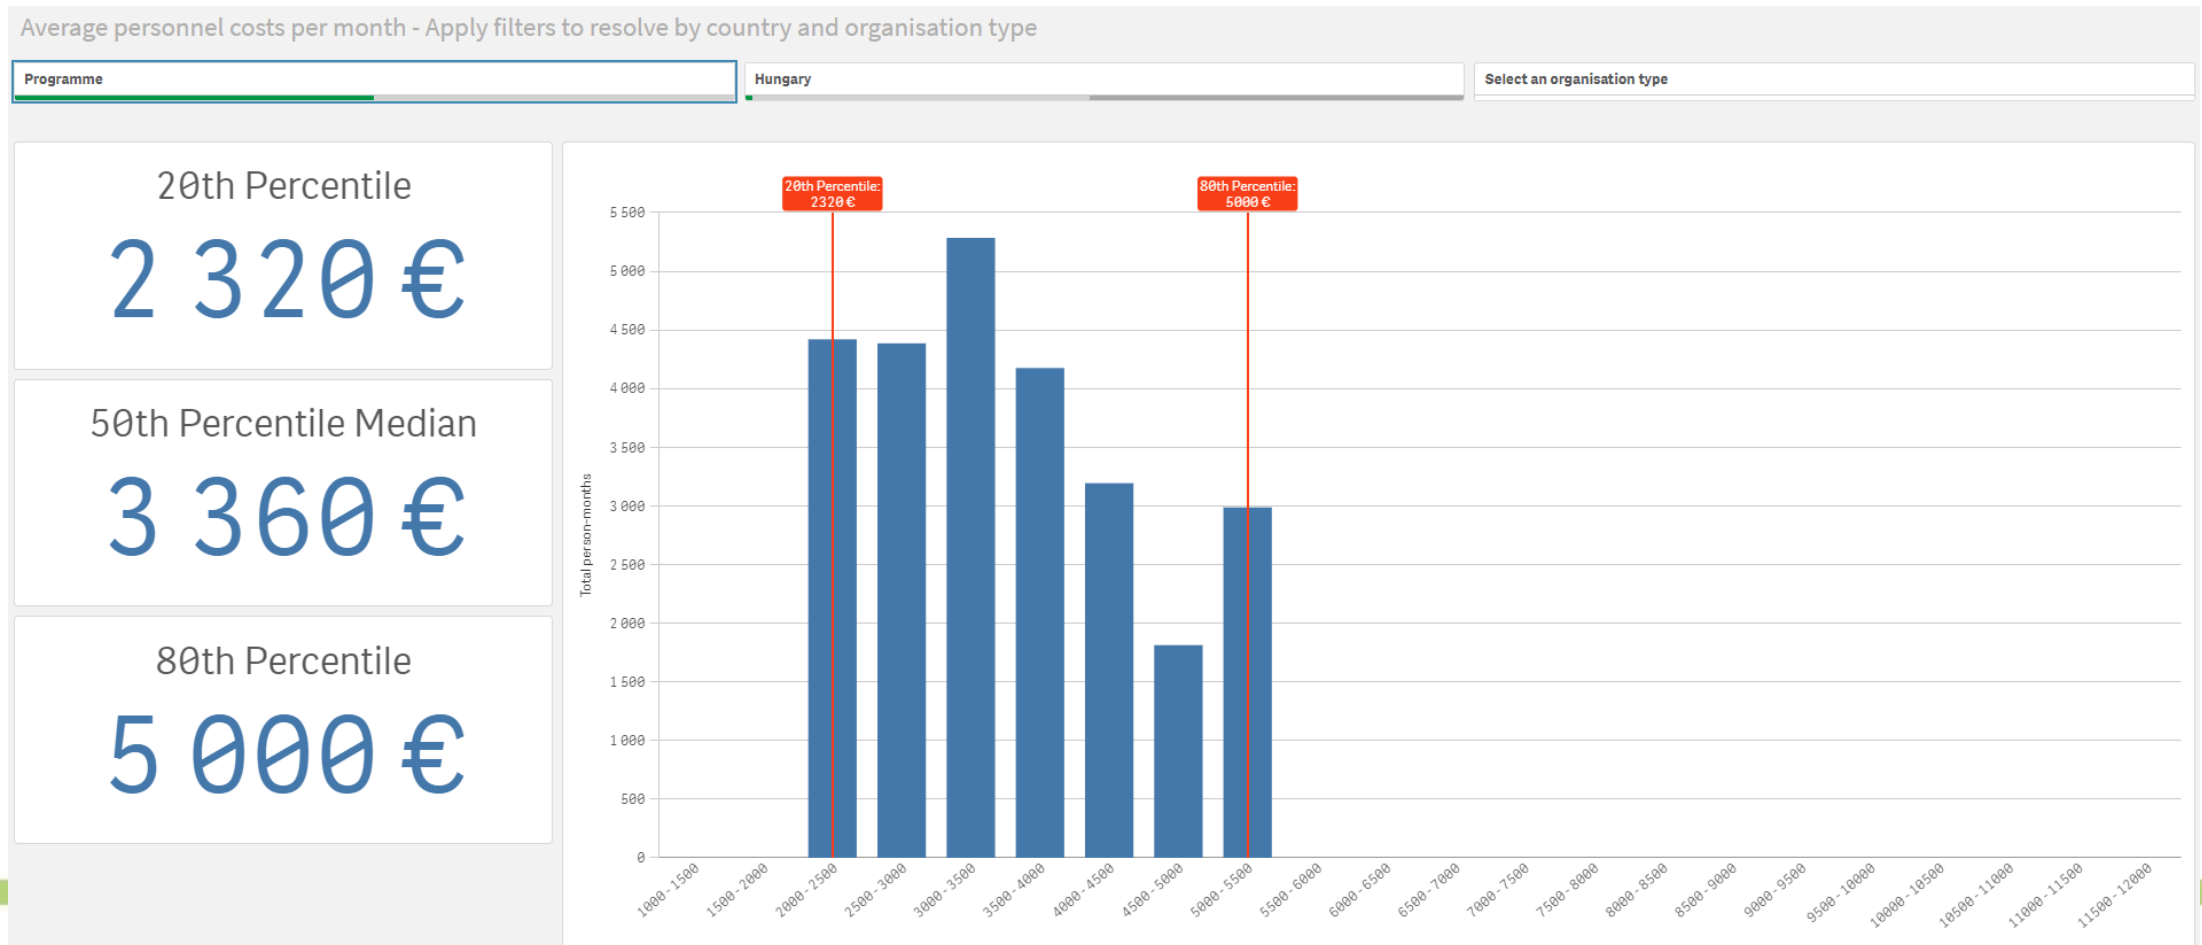 Average personnel costs per month - Apply filters to resolve by country and organisation type
Programme
Hungary
Select an organisation type
20th Percentile
2 320 €
50th Percentile Median
3 360 €
80th Percentile
5 000 €
20th Percentile:
2320 €
80th Percentile:
5000 €
Total person-months
5 500
5 000
4 500
4 000
3 500
3 000
2 500
2 000
1 500
1 000
500
0
1000-1500
1500-2000
2000-2500
2500-3000
3000-3500
3500-4000
4000-4500
4500-5000
5000-5500
5500-6000
6000-6500
6500-7000
7000-7500
7500-8000
8000-8500
8500-9000
9000-9500
9500-10000
10000-10500
10500-11000
11000-11500
11500-12000